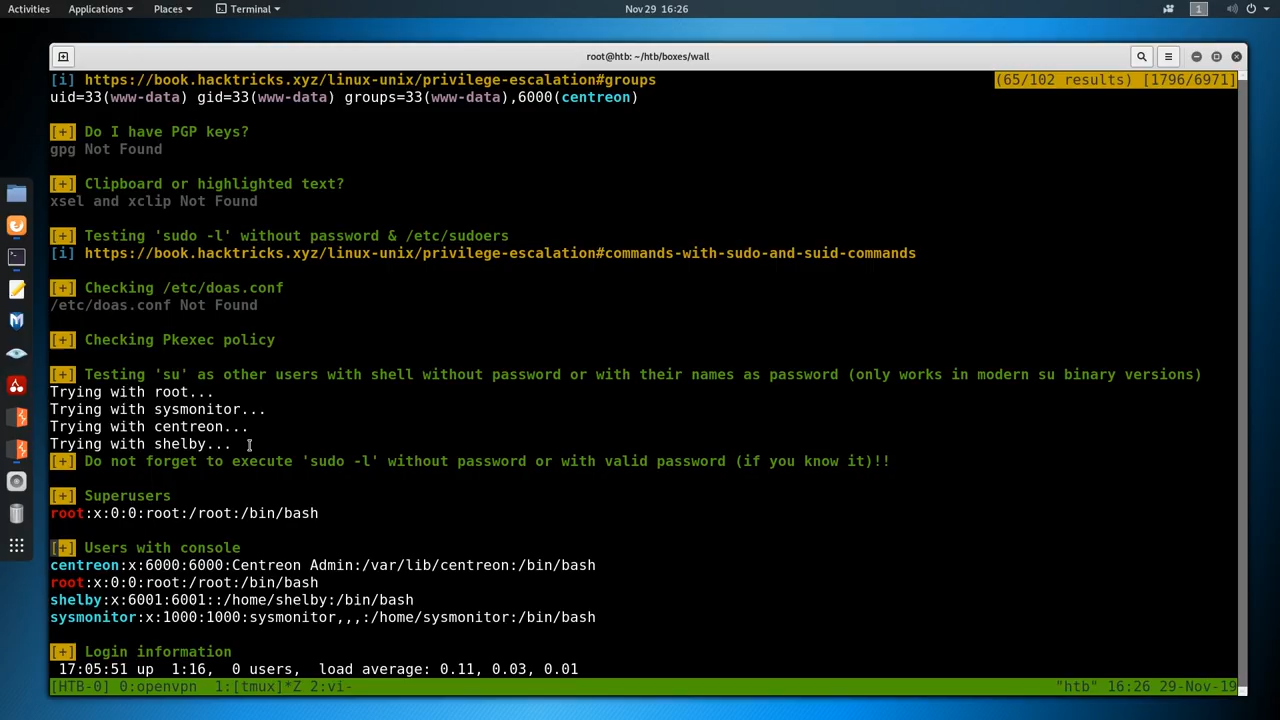 Activities
Applications
Places
Terminal
Nov 29 16:26
1
root@htb: ~/htb/boxes/wall
[i] https://book.hacktricks.xyz/linux-unix/privilege-escalation#groups
(65/102 results) [1796/6971]
uid=33(www-data) gid=33(www-data) groups=33(www-data),6000(centreon)
[+] Do I have PGP keys?
gpg Not Found
[+] Clipboard or highlighted text?
xsel and xclip Not Found
[+] Testing 'sudo -l' without password & /etc/sudoers
[i] https://book.hacktricks.xyz/linux-unix/privilege-escalation#commands-with-sudo-and-suid-commands
[+] Checking /etc/doas.conf
/etc/doas.conf Not Found
[+] Checking Pkexec policy
[+] Testing 'su' as other users with shell without password or with their names as password (only works in modern su binary versions)
Trying with root...
Trying with sysmonitor...
Trying with centreon...
Trying with shelby...
[+] Do not forget to execute 'sudo -l' without password or with valid password (if you know it)!!
[+] Superusers
root:x:0:0:root:/root:/bin/bash
[+] Users with console
centreon:x:6000:6000:Centreon Admin:/var/lib/centreon:/bin/bash
root:x:0:0:root:/root:/bin/bash
shelby:x:6001:6001::/home/shelby:/bin/bash
sysmonitor:x:1000:1000:sysmonitor,,,:/home/sysmonitor:/bin/bash
[+] Login information
17:05:51 up  1:16,  0 users,  load average: 0.11, 0.03, 0.01
[HTB-0] 0:openvpn  1:[tmux]*Z 2:vi-
"htb" 16:26 29-Nov-19